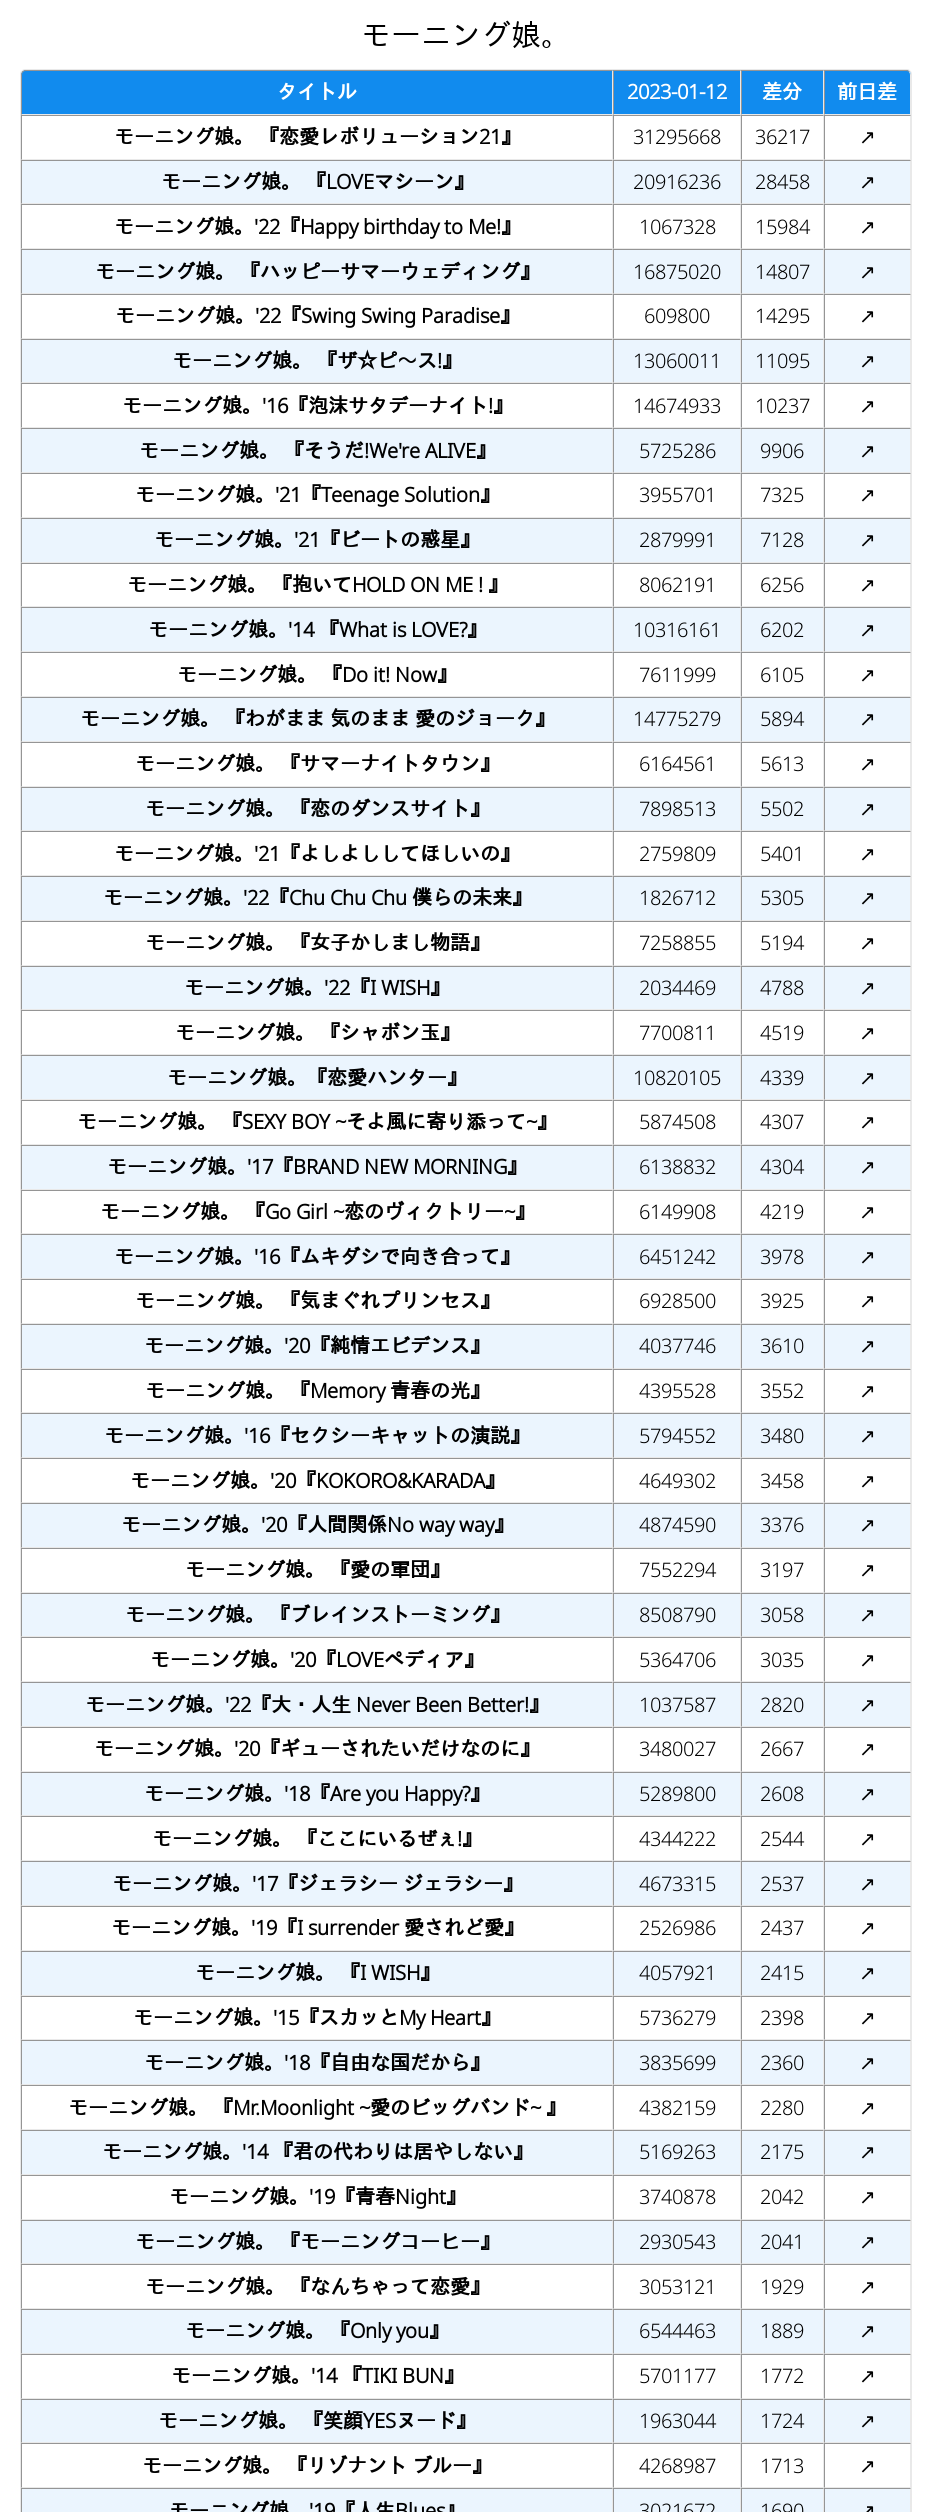 モーニング娘。
タイトル 2023-01-12 差分 前日差
モーニング娘。 『恋愛レボリューション21』 31295668 36217 ↗
モーニング娘。 『LOVEマシーン』 20916236 28458 ↗
モーニング娘。'22『Happy birthday to Me!』 1067328 15984 ↗
モーニング娘。 『ハッピーサマーウェディング』 16875020 14807 ↗
モーニング娘。'22『Swing Swing Paradise』 609800 14295 ↗
モーニング娘。 『ザ☆ピ〜ス!』 13060011 11095 ↗
モーニング娘。'16『泡沫サタデーナイト!』 14674933 10237 ↗
モーニング娘。 『そうだ!We're ALIVE』 5725286 9906 ↗
モーニング娘。'21『Teenage Solution』 3955701 7325 ↗
モーニング娘。'21『ビートの惑星』 2879991 7128 ↗
モーニング娘。 『抱いてHOLD ON ME ! 』 8062191 6256 ↗
モーニング娘。'14 『What is LOVE?』 10316161 6202 ↗
モーニング娘。 『Do it! Now』 7611999 6105 ↗
モーニング娘。 『わがまま 気のまま 愛のジョーク』 14775279 5894 ↗
モーニング娘。 『サマーナイトタウン』 6164561 5613 ↗
モーニング娘。 『恋のダンスサイト』 7898513 5502 ↗
モーニング娘。'21『よしよししてほしいの』 2759809 5401 ↗
モーニング娘。'22『Chu Chu Chu 僕らの未来』 1826712 5305 ↗
モーニング娘。 『女子かしまし物語』 7258855 5194 ↗
モーニング娘。'22『I WISH』 2034469 4788 ↗
モーニング娘。 『シャボン玉』 7700811 4519 ↗
モーニング娘。『恋愛ハンター』 10820105 4339 ↗
モーニング娘。 『SEXY BOY ~そよ風に寄り添って~』 5874508 4307 ↗
モーニング娘。'17『BRAND NEW MORNING』 6138832 4304 ↗
モーニング娘。 『Go Girl ~恋のヴィクトリー~』 6149908 4219 ↗
モーニング娘。'16『ムキダシで向き合って』 6451242 3978 ↗
モーニング娘。 『気まぐれプリンセス』 6928500 3925 ↗
モーニング娘。'20『純情エビデンス』 4037746 3610 ↗
モーニング娘。 『Memory 青春の光』 4395528 3552 ↗
モーニング娘。'16『セクシーキャットの演説』 5794552 3480 ↗
モーニング娘。'20『KOKORO&KARADA』 4649302 3458 ↗
モーニング娘。'20『人間関係No way way』 4874590 3376 ↗
モーニング娘。 『愛の軍団』 7552294 3197 ↗
モーニング娘。 『ブレインストーミング』 8508790 3058 ↗
モーニング娘。'20『LOVEペディア』 5364706 3035 ↗
モーニング娘。'22『大・人生 Never Been Better!』 1037587 2820 ↗
モーニング娘。'20『ギューされたいだけなのに』 3480027 2667 ↗
モーニング娘。'18『Are you Happy?』 5289800 2608 ↗
モーニング娘。 『ここにいるぜぇ!』 4344222 2544 ↗
モーニング娘。'17『ジェラシー ジェラシー』 4673315 2537 ↗
モーニング娘。'19『I surrender 愛されど愛』 2526986 2437 ↗
モーニング娘。 『I WISH』 4057921 2415 ↗
モーニング娘。'15『スカッとMy Heart』 5736279 2398 ↗
モーニング娘。'18『自由な国だから』 3835699 2360 ↗
モーニング娘。 『Mr.Moonlight ~愛のビッグバンド~ 』 4382159 2280 ↗
モーニング娘。'14 『君の代わりは居やしない』 5169263 2175 ↗
モーニング娘。'19『青春Night』 3740878 2042 ↗
モーニング娘。 『モーニングコーヒー』 2930543 2041 ↗
モーニング娘。 『なんちゃって恋愛』 3053121 1929 ↗
モーニング娘。 『Only you』 6544463 1889 ↗
モーニング娘。'14 『TIKI BUN』 5701177 1772 ↗
モーニング娘。 『笑顔YESヌード』 1963044 1724 ↗
モーニング娘。 『リゾナント ブルー』 4268987 1713 ↗
モーニング娘。'19『人生Blues』 3021672 1690 ↗